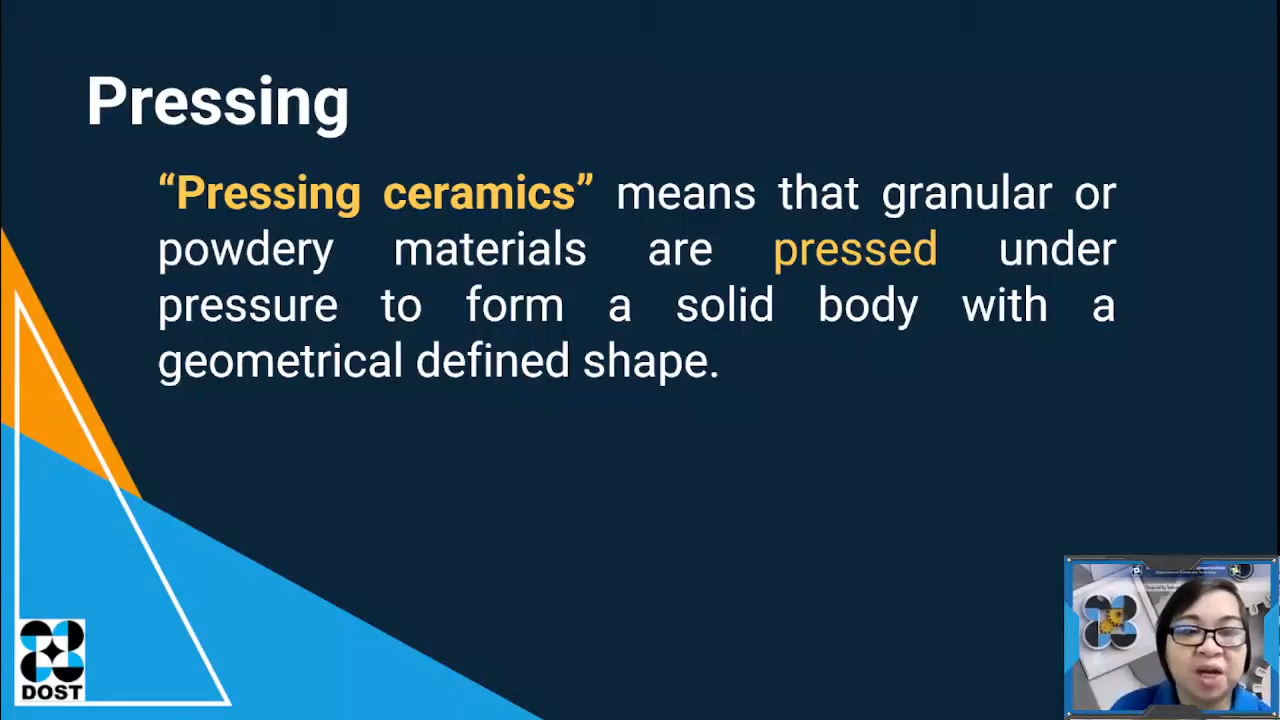 Pressing
“Pressing ceramics” means that granular or
powdery materials are pressed under
pressure to form a solid body with a
geometrical defined shape.
DOST